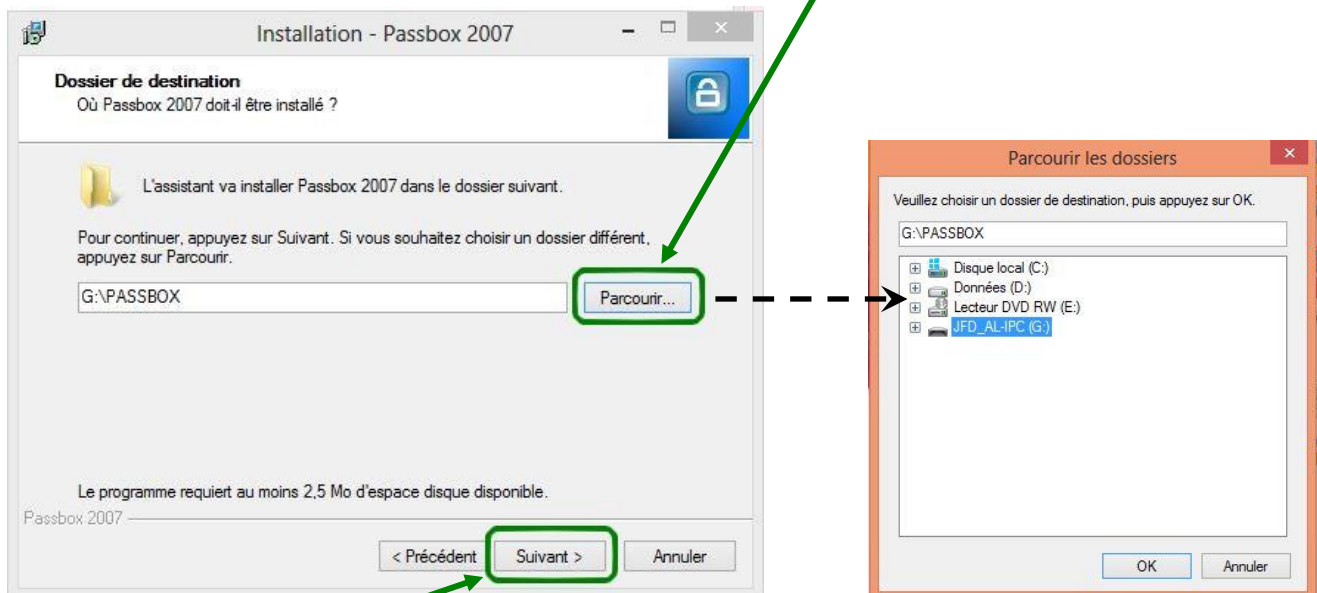 Installation - Passbox 2007
Dossier de destination
Où Passbox 2007 doit-il être installé ?
L'assistant va installer Passbox 2007 dans le dossier suivant.
Pour continuer, appuyez sur Suivant. Si vous souhaitez choisir un dossier différent,
appuyez sur Parcourir.
G:\PASSBOX
Parcourir...
Le programme requiert au moins 2,5 Mo d'espace disque disponible.
Passbox 2007
< Précédent
Suivant >
Annuler
Parcourir les dossiers
Veuillez choisir un dossier de destination, puis appuyez sur OK.
G:\PASSBOX
Disque local (C:)
Données (D:)
Lecteur DVD RW (E:)
JFD_AL-IPC (G:)
OK
Annuler